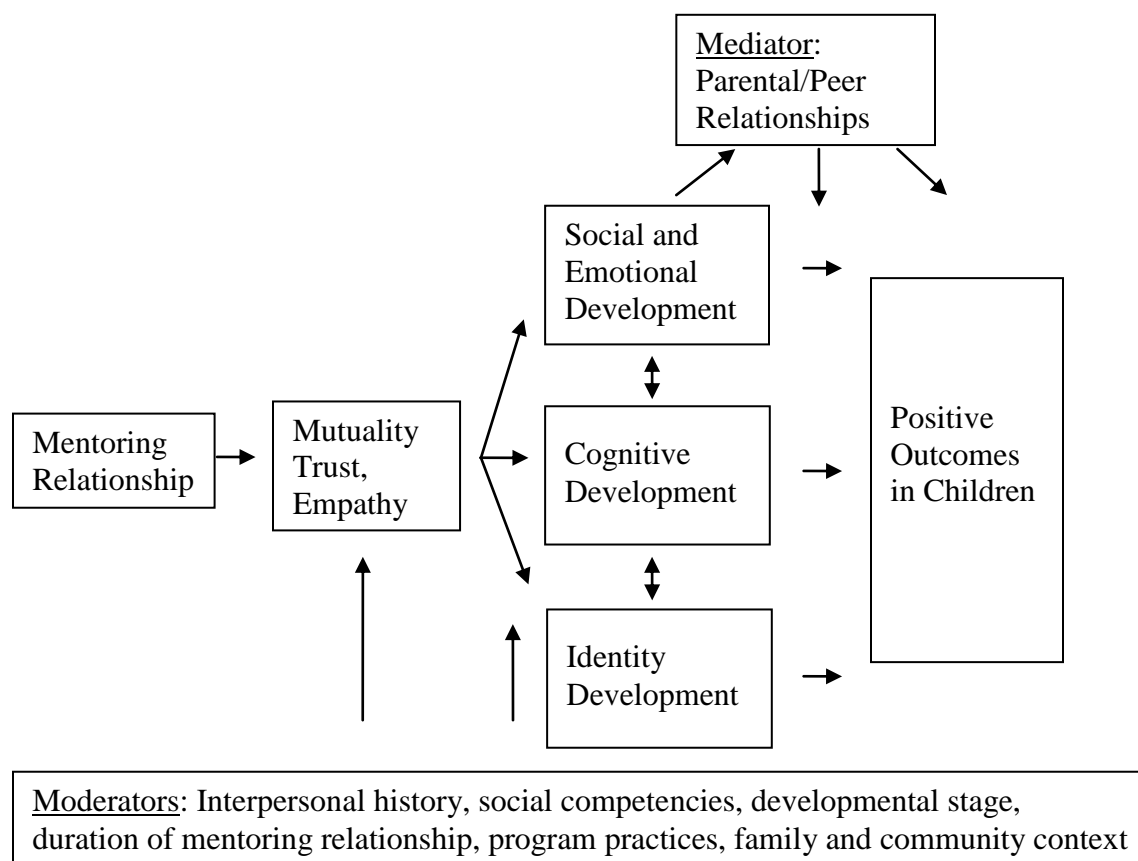 Mediator:
Parental/Peer
Relationships
Social and
Emotional
Development
Mentoring
Relationship
Mutuality
Trust,
Empathy
Cognitive
Development
Positive
Outcomes
in Children
Identity
Development
Moderators: Interpersonal history, social competencies, developmental stage,
duration of mentoring relationship, program practices, family and community context